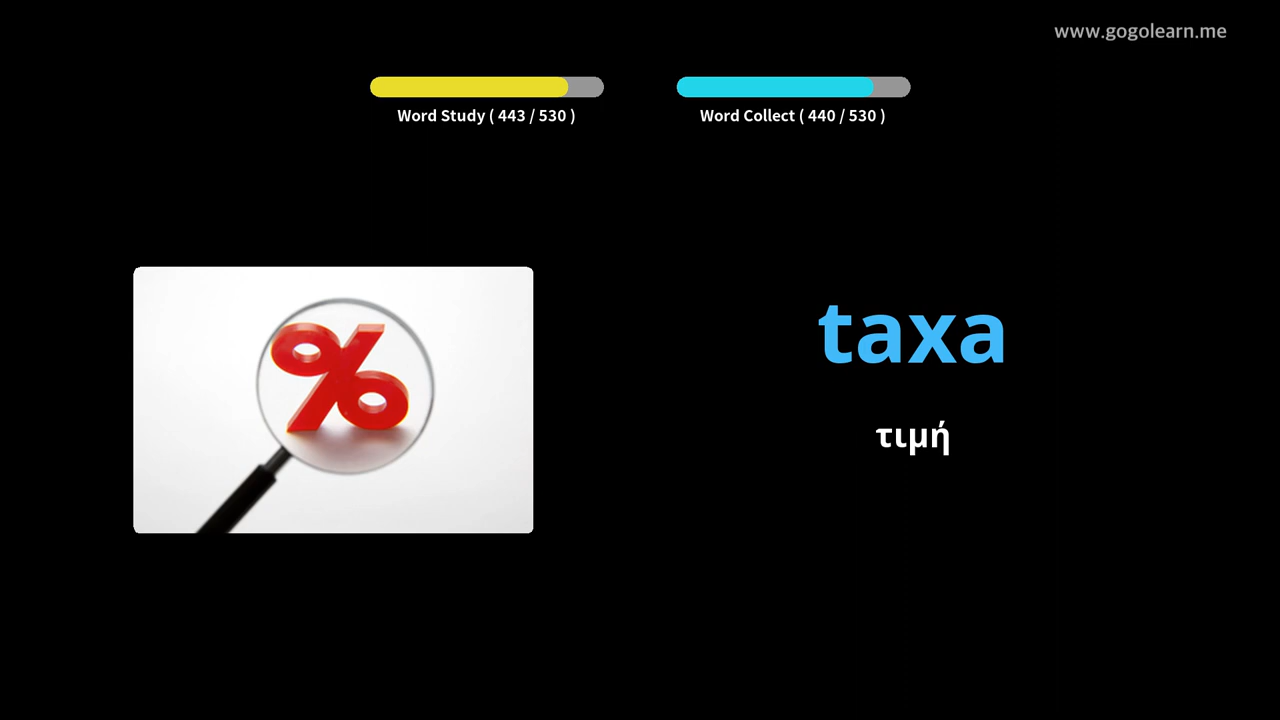 www.gogolearn.me
Word Study ( 443 / 530 )
Word Collect ( 440 / 530 )
%
taxa
τιμή